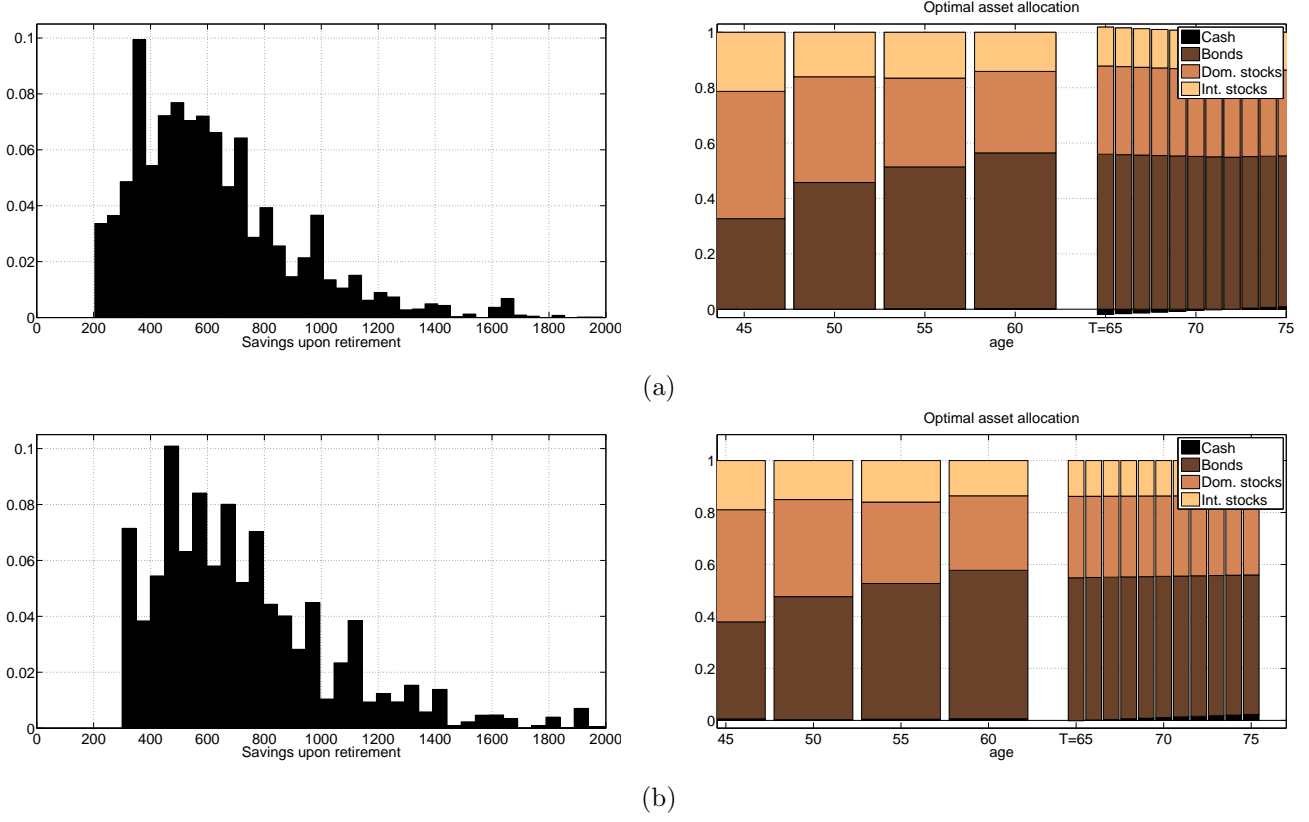 0.1
0.08
0.06
0.04
0.02
0
0 200 400 600 800 1000 1200 1400 1600 1800 2000
Savings upon retirement
Optimal asset allocation
1
0.8
0.6
0.4
0.2
0
Cash
Bonds
Dom. stocks
Int. stocks
45 50 55 60 T=65 70 75
age
(a)
0.1
0.08
0.06
0.04
0.02
0
0 200 400 600 800 1000 1200 1400 1600 1800 2000
Savings upon retirement
Optimal asset allocation
1
0.8
0.6
0.4
0.2
0
Cash
Bonds
Dom. stocks
Int. stocks
45 50 55 60 T=65 70 75
age
(b)